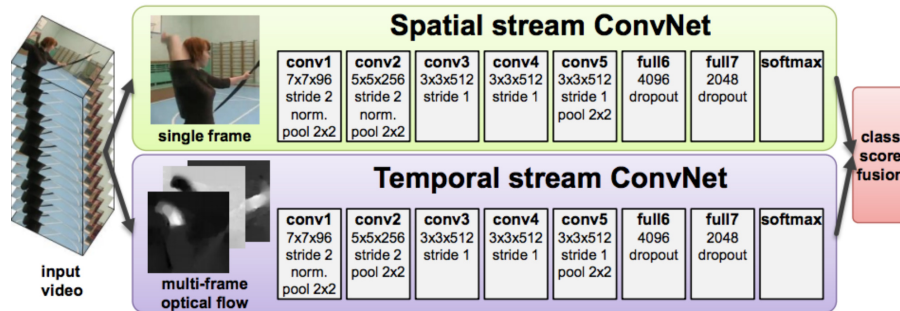 Spatial stream ConvNet
conv1
7x7x96
stride 2
norm.
pool 2x2
conv2
5x5x256
stride 2
norm.
pool 2x2
conv3
3x3x512
stride 1
conv4
3x3x512
stride 1
conv5
3x3x512
stride 1
pool 2x2
full6
4096
dropout
full7
2048
dropout
softmax
single frame
Temporal stream ConvNet
conv1
7x7x96
stride 2
norm.
pool 2x2
conv2
5x5x256
stride 2
pool 2x2
conv3
3x3x512
stride 1
conv4
3x3x512
stride 1
conv5
3x3x512
stride 1
pool 2x2
full6
4096
dropout
full7
2048
dropout
softmax
multi-frame
optical flow
input
video
class
score
fusion